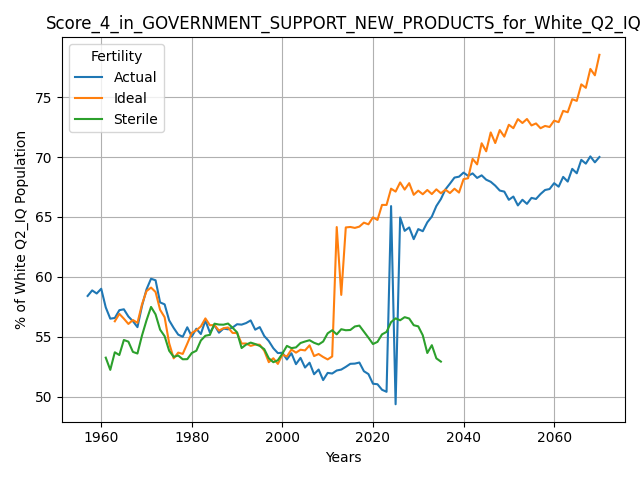 Score_4_in_GOVERNMENT_SUPPORT_NEW_PRODUCTS_for_White_Q2_IQ
Fertility
Actual
Ideal
Sterile
% of White Q2_IQ Population
75
70
65
60
55
50
1960
1980
2000
2020
2040
2060
Years